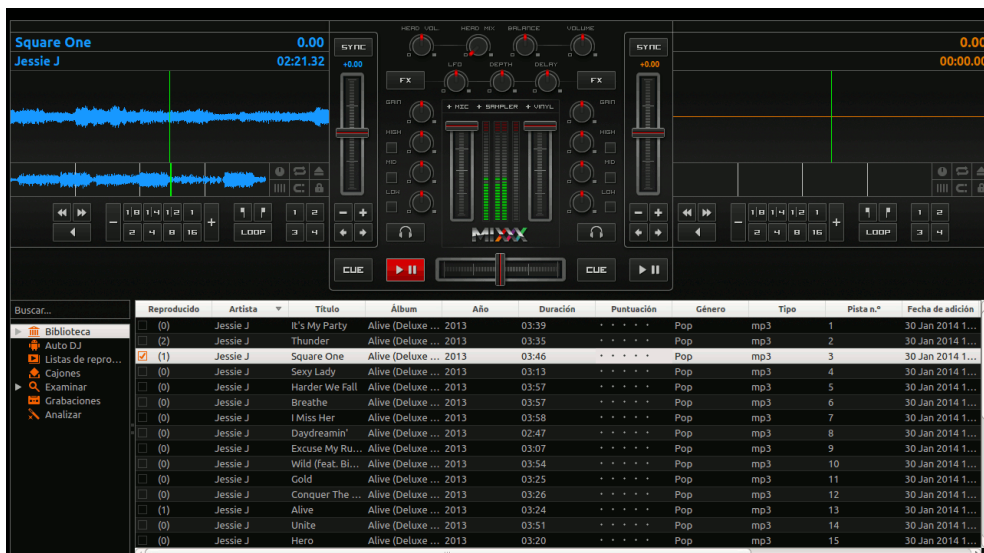 HEAD VOL. HEAD MIX BALANCE VOLUME
Square One 0.00 SYNC SYNC 0.00
Jessie J 02:21.32 +0.00 LFO DEPTH DELAY +0.00 00:00.00
FX FX
GAIN + MIC + SAMPLER + VINYL GAIN
HIGH HIGH
MID MID
LOW LOW
1|8 1|4 1|2 1 1 2 1|8 1|4 1|2 1 1 2
2 4 8 16 LOOP 3 4 MIXXX 2 4 8 16 LOOP 3 4
CUE CUE
Buscar... Reproducido Artista Título Álbum Año Duración Puntuación Género Tipo Pista n.º Fecha de adición
Biblioteca (0) Jessie J It's My Party Alive (Deluxe ... 2013 03:39 Pop mp3 1 30 Jan 2014 1...
Auto DJ (2) Jessie J Thunder Alive (Deluxe ... 2013 03:35 Pop mp3 2 30 Jan 2014 1...
Listas de repro... (1) Jessie J Square One Alive (Deluxe ... 2013 03:46 Pop mp3 3 30 Jan 2014 1...
Cajones (0) Jessie J Sexy Lady Alive (Deluxe ... 2013 03:13 Pop mp3 4 30 Jan 2014 1...
Examinar (0) Jessie J Harder We Fall Alive (Deluxe ... 2013 03:57 Pop mp3 5 30 Jan 2014 1...
Grabaciones (0) Jessie J Breathe Alive (Deluxe ... 2013 03:57 Pop mp3 6 30 Jan 2014 1...
Analizar (0) Jessie J I Miss Her Alive (Deluxe ... 2013 03:58 Pop mp3 7 30 Jan 2014 1...
(0) Jessie J Daydreamin' Alive (Deluxe ... 2013 02:47 Pop mp3 8 30 Jan 2014 1...
(0) Jessie J Excuse My Ru... Alive (Deluxe ... 2013 03:07 Pop mp3 9 30 Jan 2014 1...
(0) Jessie J Wild (feat. Bi... Alive (Deluxe ... 2013 03:54 Pop mp3 10 30 Jan 2014 1...
(0) Jessie J Gold Alive (Deluxe ... 2013 03:25 Pop mp3 11 30 Jan 2014 1...
(0) Jessie J Conquer The ... Alive (Deluxe ... 2013 03:26 Pop mp3 12 30 Jan 2014 1...
(1) Jessie J Alive Alive (Deluxe ... 2013 03:24 Pop mp3 13 30 Jan 2014 1...
(0) Jessie J Unite Alive (Deluxe ... 2013 03:51 Pop mp3 14 30 Jan 2014 1...
(0) Jessie J Hero Alive (Deluxe ... 2013 03:20 Pop mp3 15 30 Jan 2014 1...